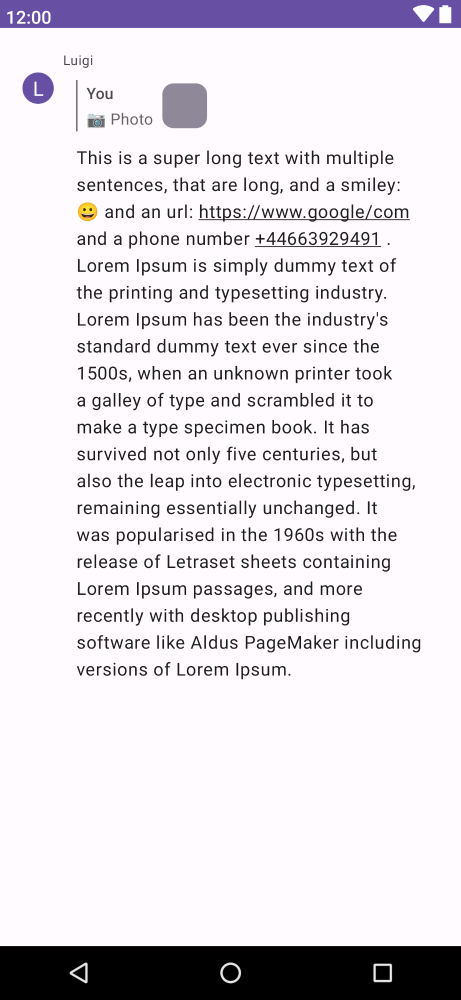 12:00
Luigi
L
You
📷 Photo
This is a super long text with multiple
sentences, that are long, and a smiley:
😀 and an url: https://www.google/com
and a phone number +44663929491 .
Lorem Ipsum is simply dummy text of
the printing and typesetting industry.
Lorem Ipsum has been the industry's
standard dummy text ever since the
1500s, when an unknown printer took
a galley of type and scrambled it to
make a type specimen book. It has
survived not only five centuries, but
also the leap into electronic typesetting,
remaining essentially unchanged. It
was popularised in the 1960s with the
release of Letraset sheets containing
Lorem Ipsum passages, and more
recently with desktop publishing
software like Aldus PageMaker including
versions of Lorem Ipsum.